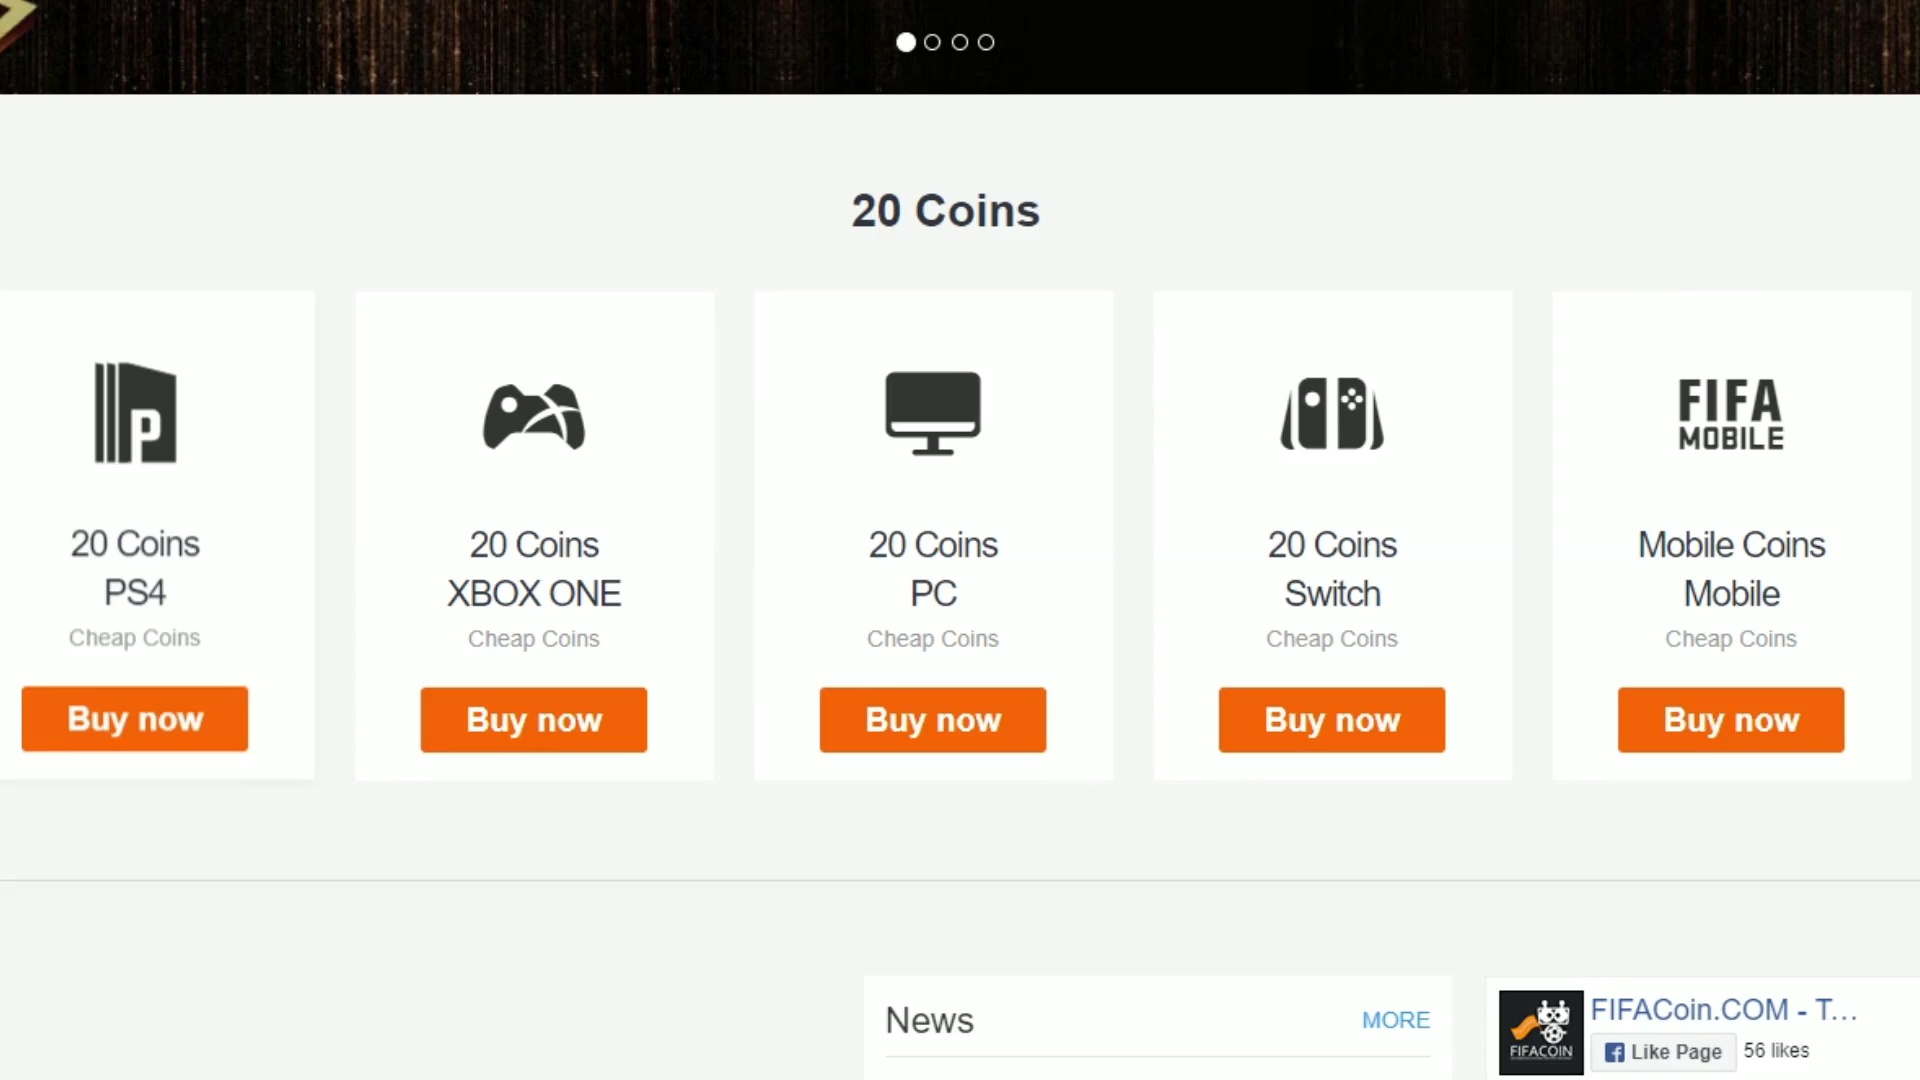 20 Coins
P
FIFA
MOBILE
20 Coins
PS4
Cheap Coins
Buy now
20 Coins
XBOX ONE
Cheap Coins
Buy now
20 Coins
PC
Cheap Coins
Buy now
20 Coins
Switch
Cheap Coins
Buy now
Mobile Coins
Mobile
Cheap Coins
Buy now
News
MORE
FIFACOIN
FIFACoin.COM - T...
Like Page
56 likes